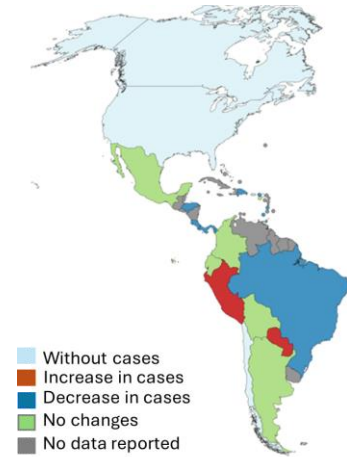 Without cases
Increase in cases
Decrease in cases
No changes
No data reported